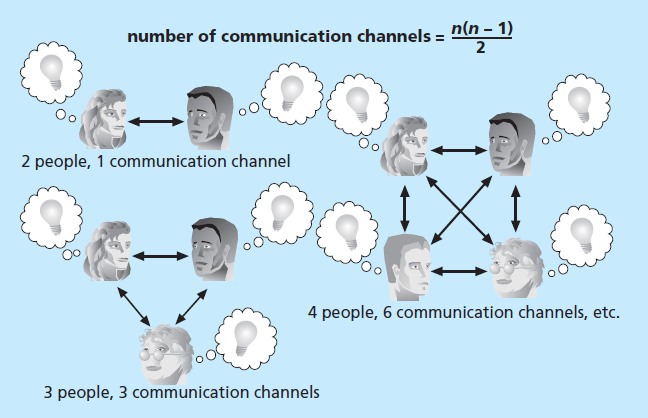 number of communication channels = n(n – 1)
2
2 people, 1 communication channel
4 people, 6 communication channels, etc.
3 people, 3 communication channels